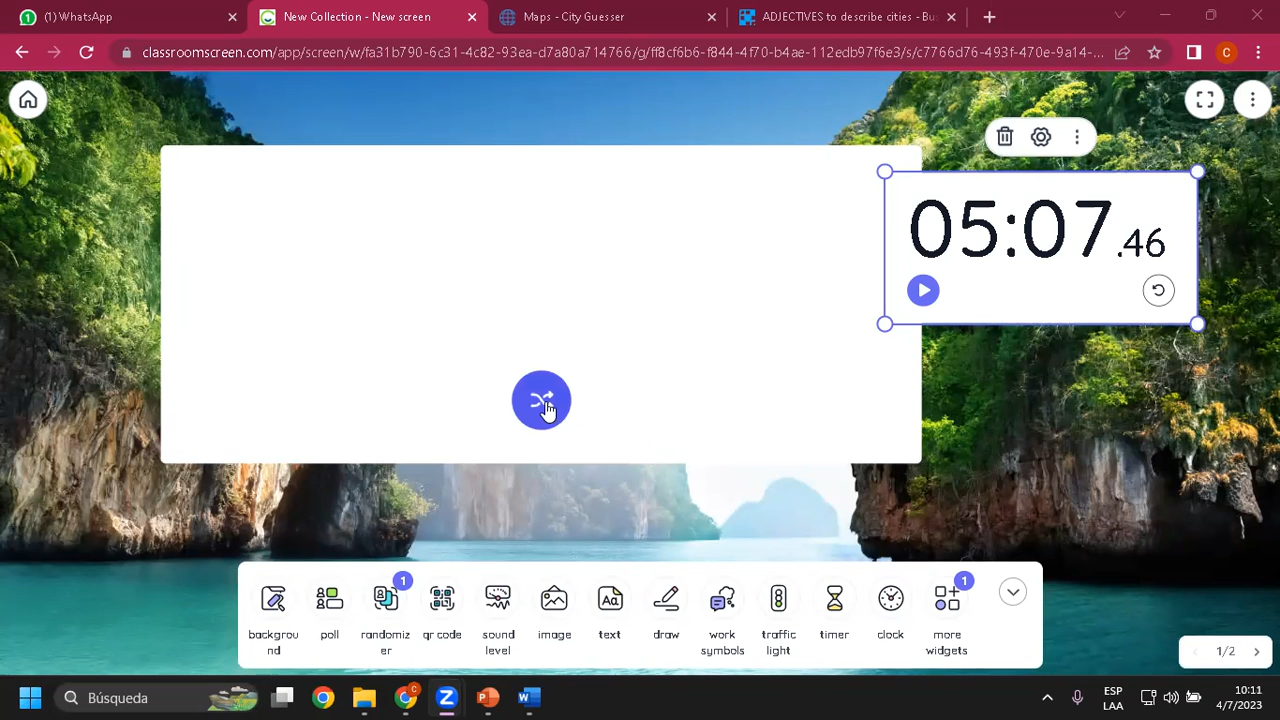 (1) WhatsApp
New Collection - New screen
Maps - City Guesser
ADJECTIVES to describe cities - Bu
classroomscreen.com/app/screen/w/fa31b790-6c31-4c82-93ea-d7a80a714766/g/ff8cf6b6-f844-4f70-b4ae-112edb97f6e3/s/c7766d76-493f-470e-9a14-...
C
05:07.46
1
1
backgrou
nd
poll
randomiz
er
qr code
sound
level
image
text
draw
work
symbols
traffic
light
timer
clock
more
widgets
1/2
Búsqueda
ESP
LAA
10:11
4/7/2023